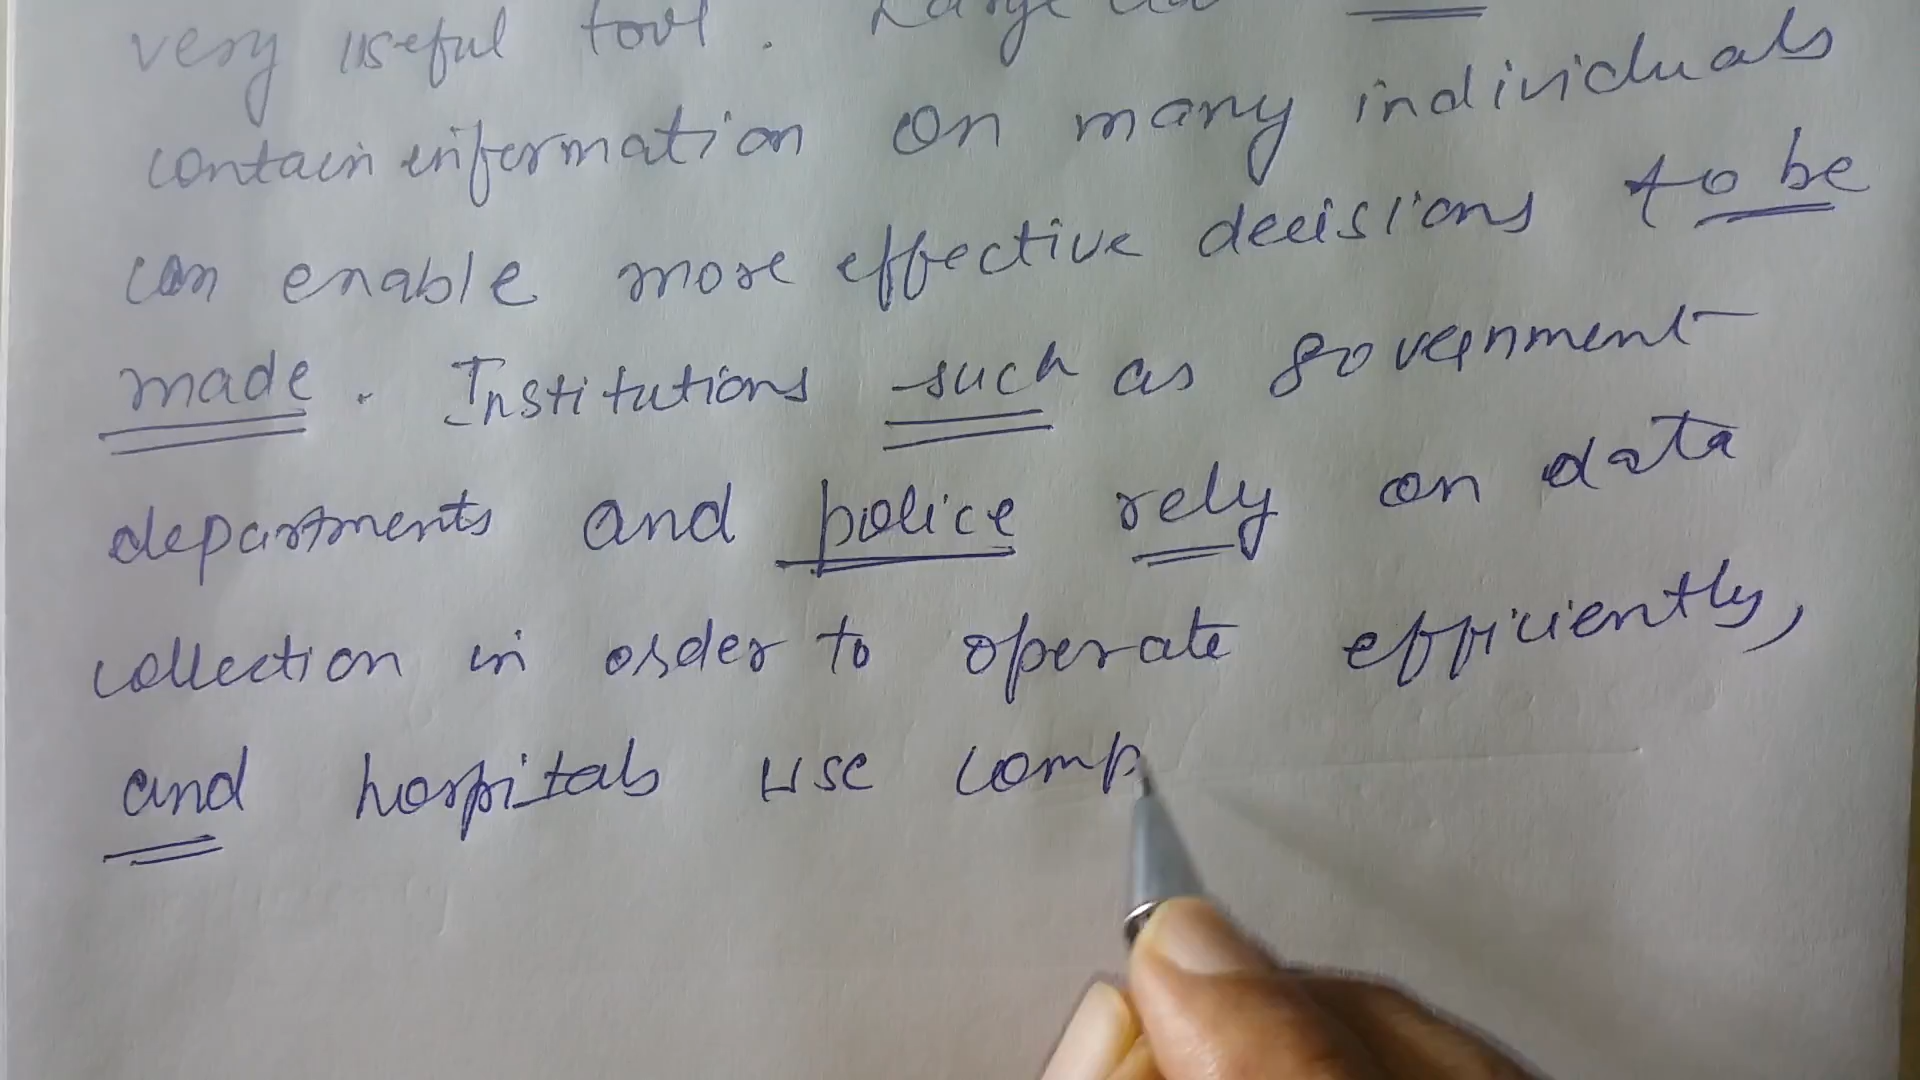 very useful tool. Large
contain information on many individuals
can enable more effective decisions to be
made. Institutions such as government
departments and police rely on data
collection in order to operate efficiently,
and hospitals use comp